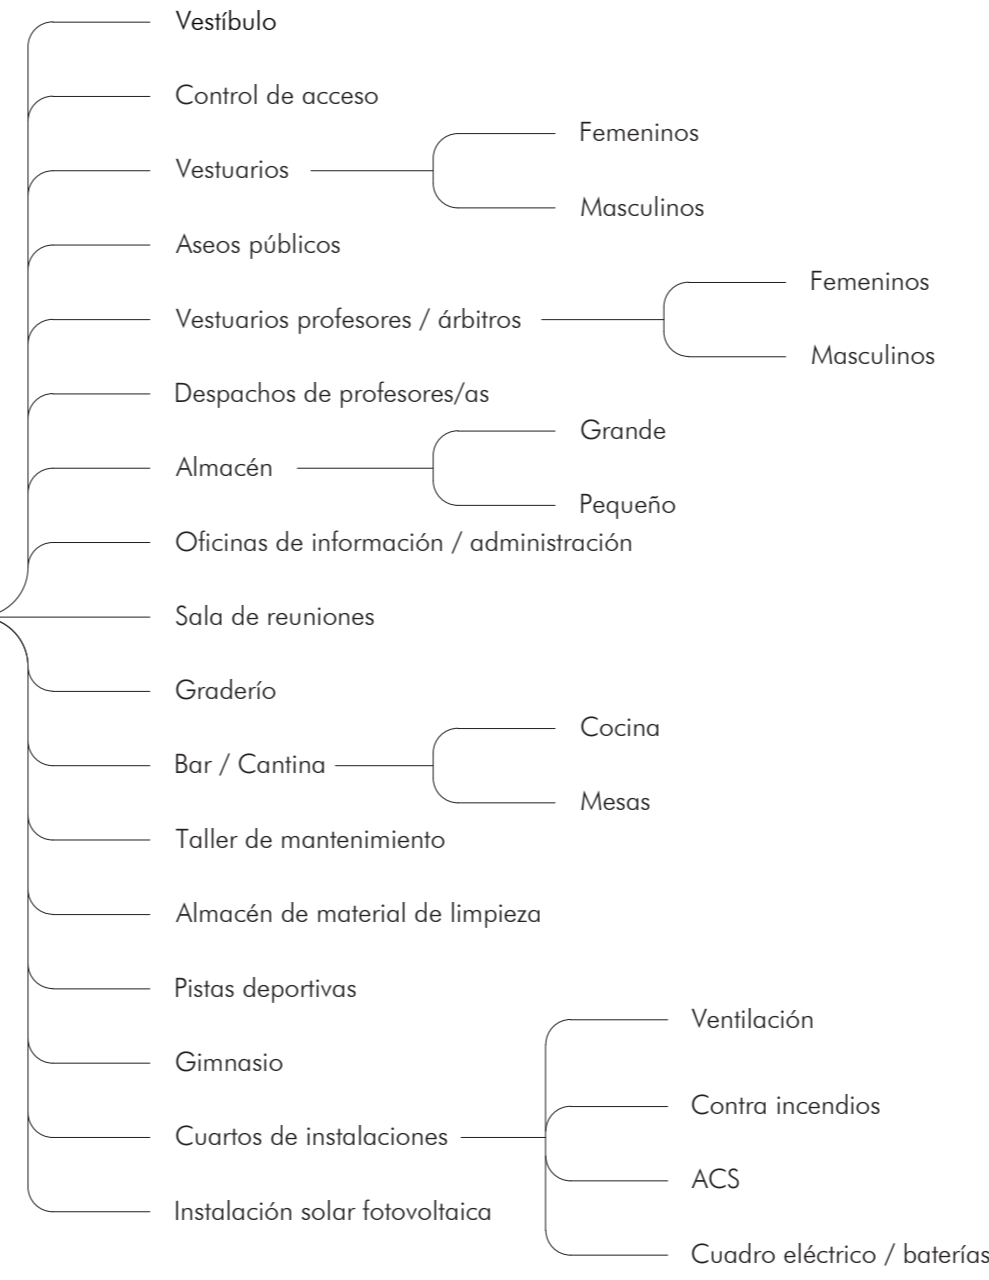 Vestíbulo
Control de acceso
Vestuarios
Femeninos
Masculinos
Aseos públicos
Vestuarios profesores / árbitros
Femeninos
Masculinos
Despachos de profesores/as
Almacén
Grande
Pequeño
Oficinas de información / administración
Sala de reuniones
Graderío
Bar / Cantina
Cocina
Mesas
Taller de mantenimiento
Almacén de material de limpieza
Pistas deportivas
Gimnasio
Cuartos de instalaciones
Ventilación
Contra incendios
ACS
Cuadro eléctrico / baterías
Instalación solar fotovoltaica